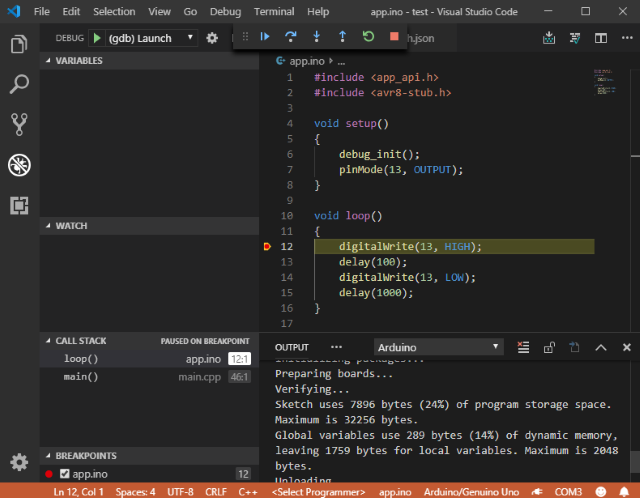 File Edit Selection View Go Debug Terminal Help app.ino - test - Visual Studio Code
DEBUG (gdb) Launch
.json
VARIABLES
WATCH
CALL STACK PAUSED ON BREAKPOINT
loop() app.ino 12:1
main() main.cpp 46:1
BREAKPOINTS
app.ino 12
app.ino > ...
1 #include <app_api.h>
2 #include <avr8-stub.h>
3
4 void setup()
5 {
6 debug_init();
7 pinMode(13, OUTPUT);
8 }
9
10 void loop()
11 {
12 digitalWrite(13, HIGH);
13 delay(100);
14 digitalWrite(13, LOW);
15 delay(1000);
16 }
17
OUTPUT ... Arduino
Initializing packages...
Preparing boards...
Verifying...
Sketch uses 7896 bytes (24%) of program storage space.
Maximum is 32256 bytes.
Global variables use 289 bytes (14%) of dynamic memory,
leaving 1759 bytes for local variables. Maximum is 2048
bytes.
Uploading
Ln 12, Col 1 Spaces: 4 UTF-8 CRLF C++ <Select Programmer> app.ino Arduino/Genuino Uno COM3